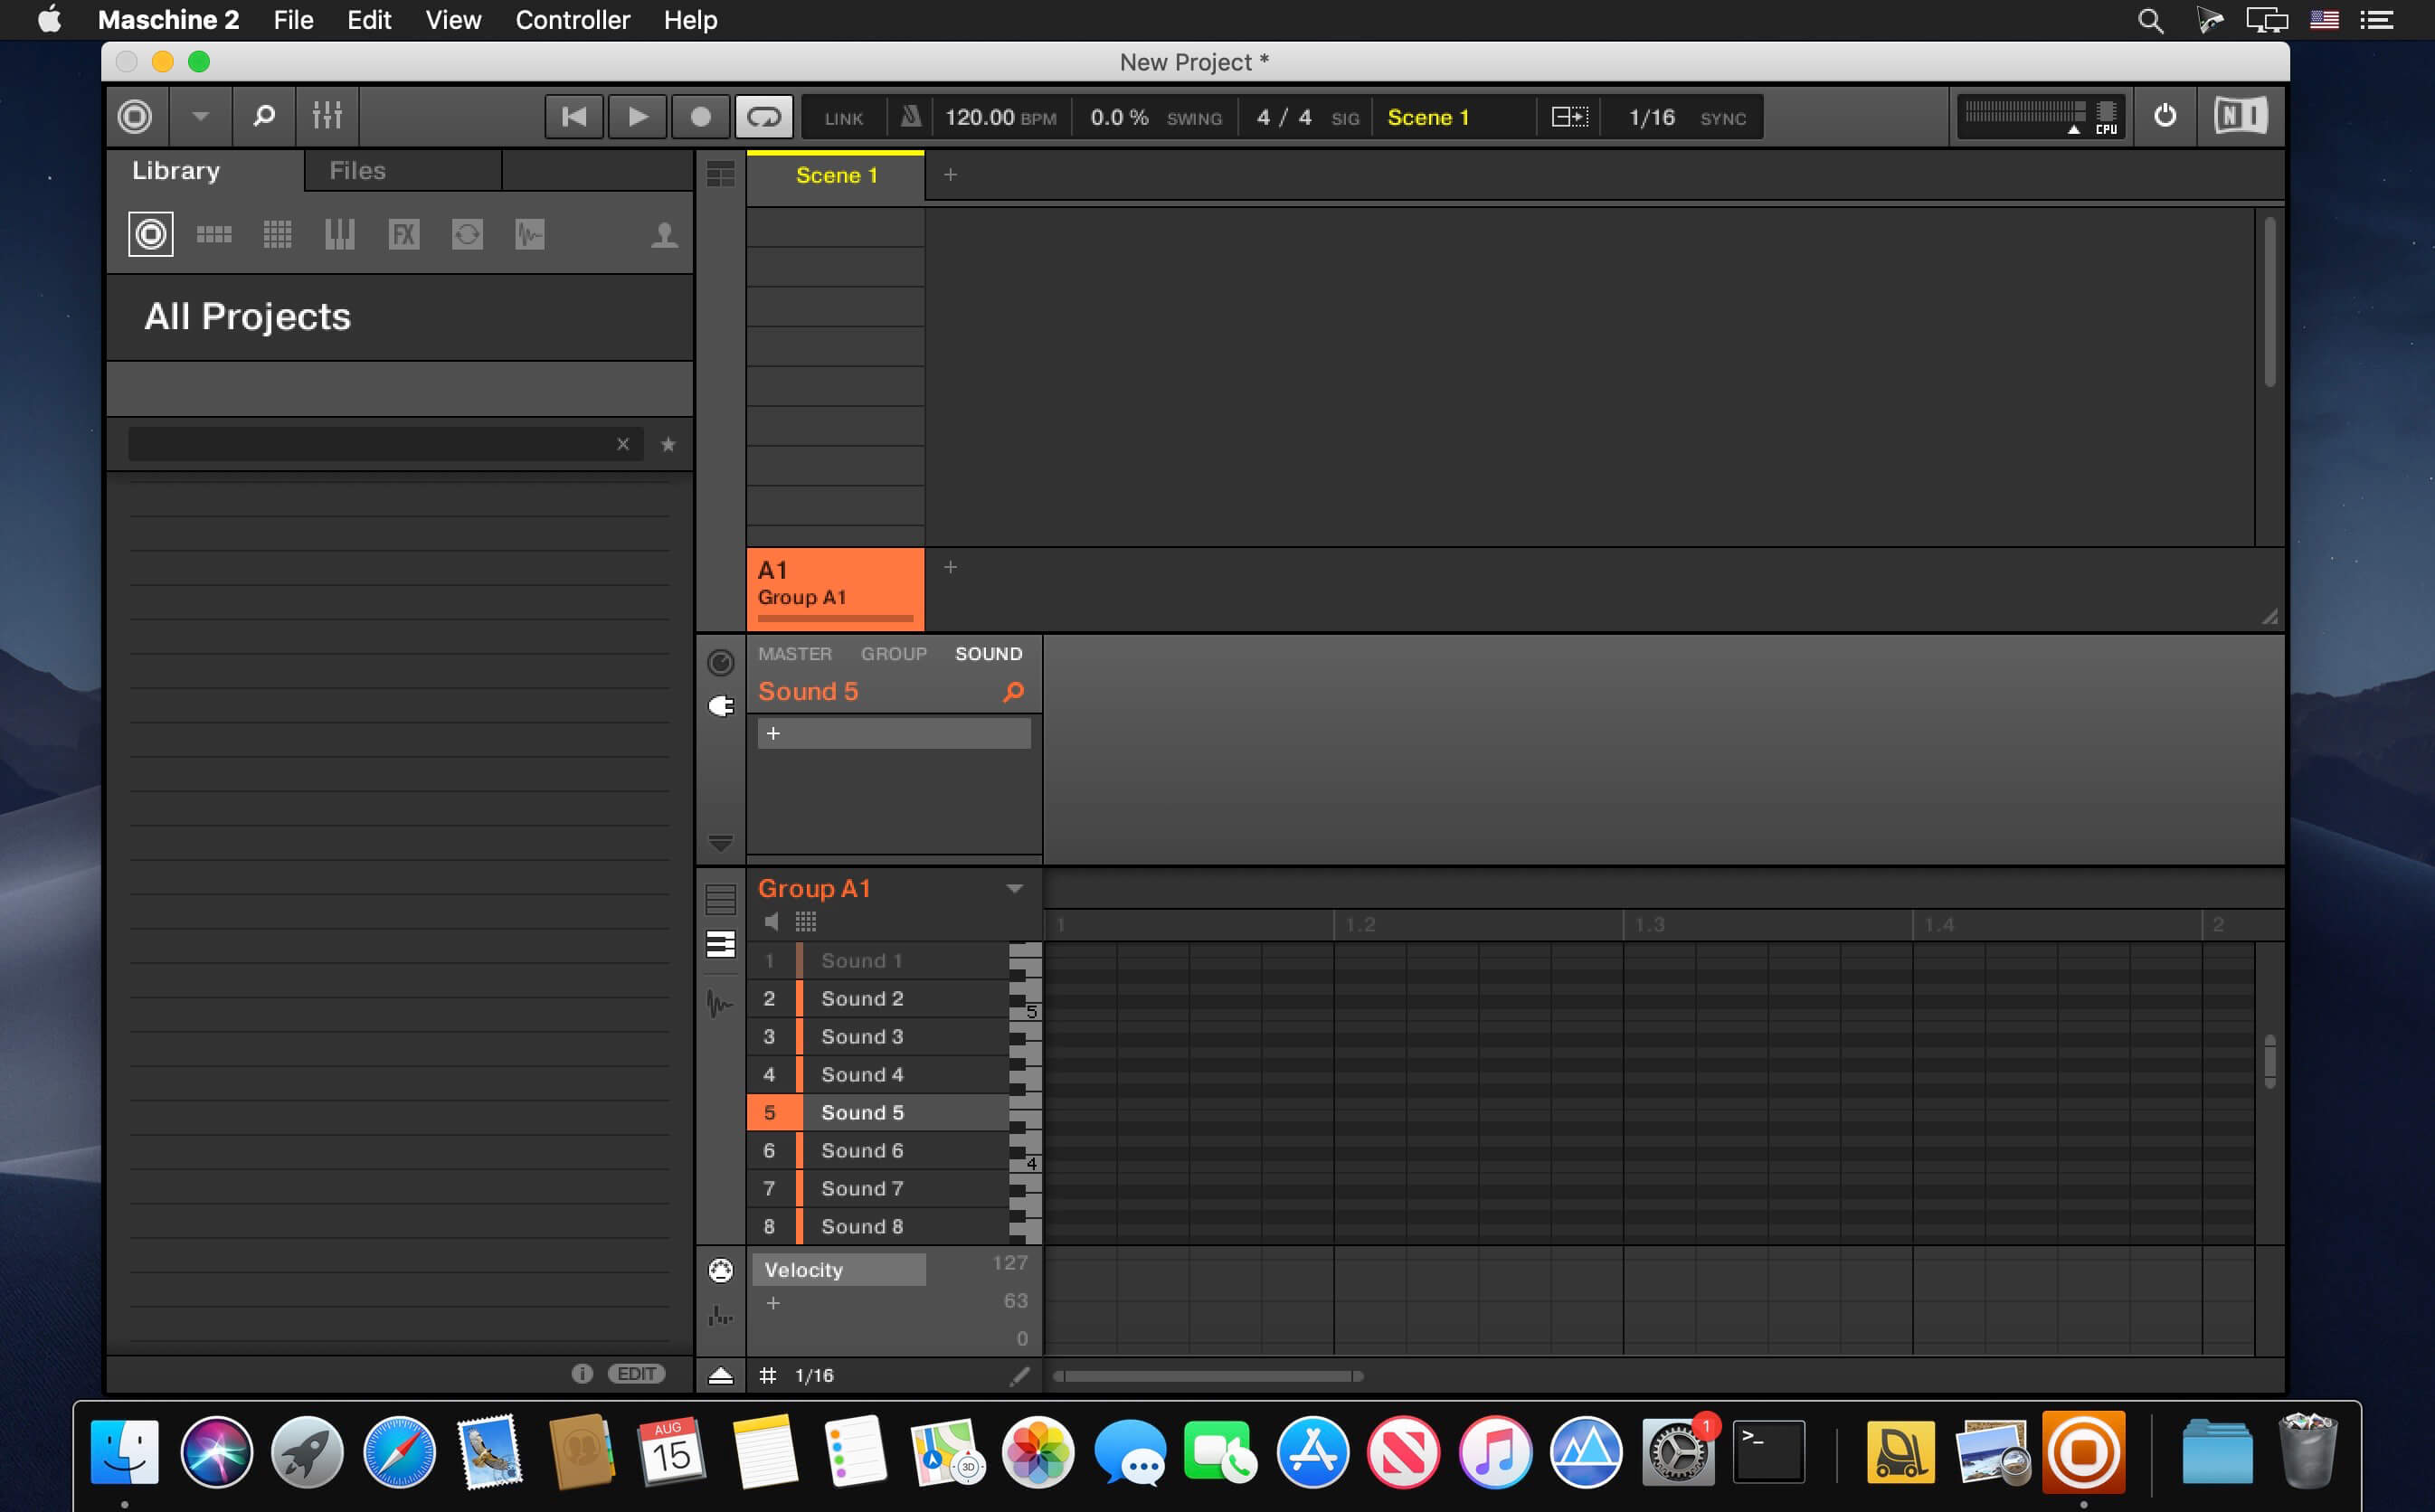 Maschine 2 File Edit View Controller Help
New Project *
LINK 120.00 BPM 0.0 % SWING 4 / 4 SIG Scene 1 1/16 SYNC CPU NI
Library Files
Scene 1 +
FX
All Projects
A1 +
Group A1
MASTER GROUP SOUND
Sound 5
+
Group A1
1 1.2 1.3 1.4 2
1 Sound 1
2 Sound 2
5
3 Sound 3
4 Sound 4
5 Sound 5
6 Sound 6
4
7 Sound 7
8 Sound 8
Velocity 127
+ 63
0
i EDIT # 1/16
AUG
15
3D
1
>_